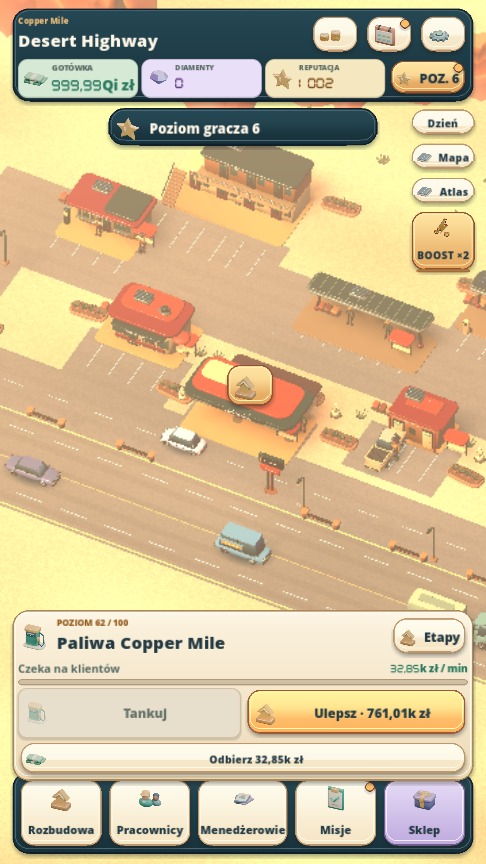 Copper Mile
Desert Highway
GOTÓWKA
999,99Qi zł
DIAMENTY
0
REPUTACJA
1 002
POZ. 6
Poziom gracza 6
Dzień
Mapa
Atlas
BOOST ×2
POZIOM 62 / 100
Paliwa Copper Mile
Etapy
Czeka na klientów
32,85k zł / min
Tankuj
Ulepsz · 761,01k zł
Odbierz 32,85k zł
Rozbudowa
Pracownicy
Menedżerowie
Misje
Sklep